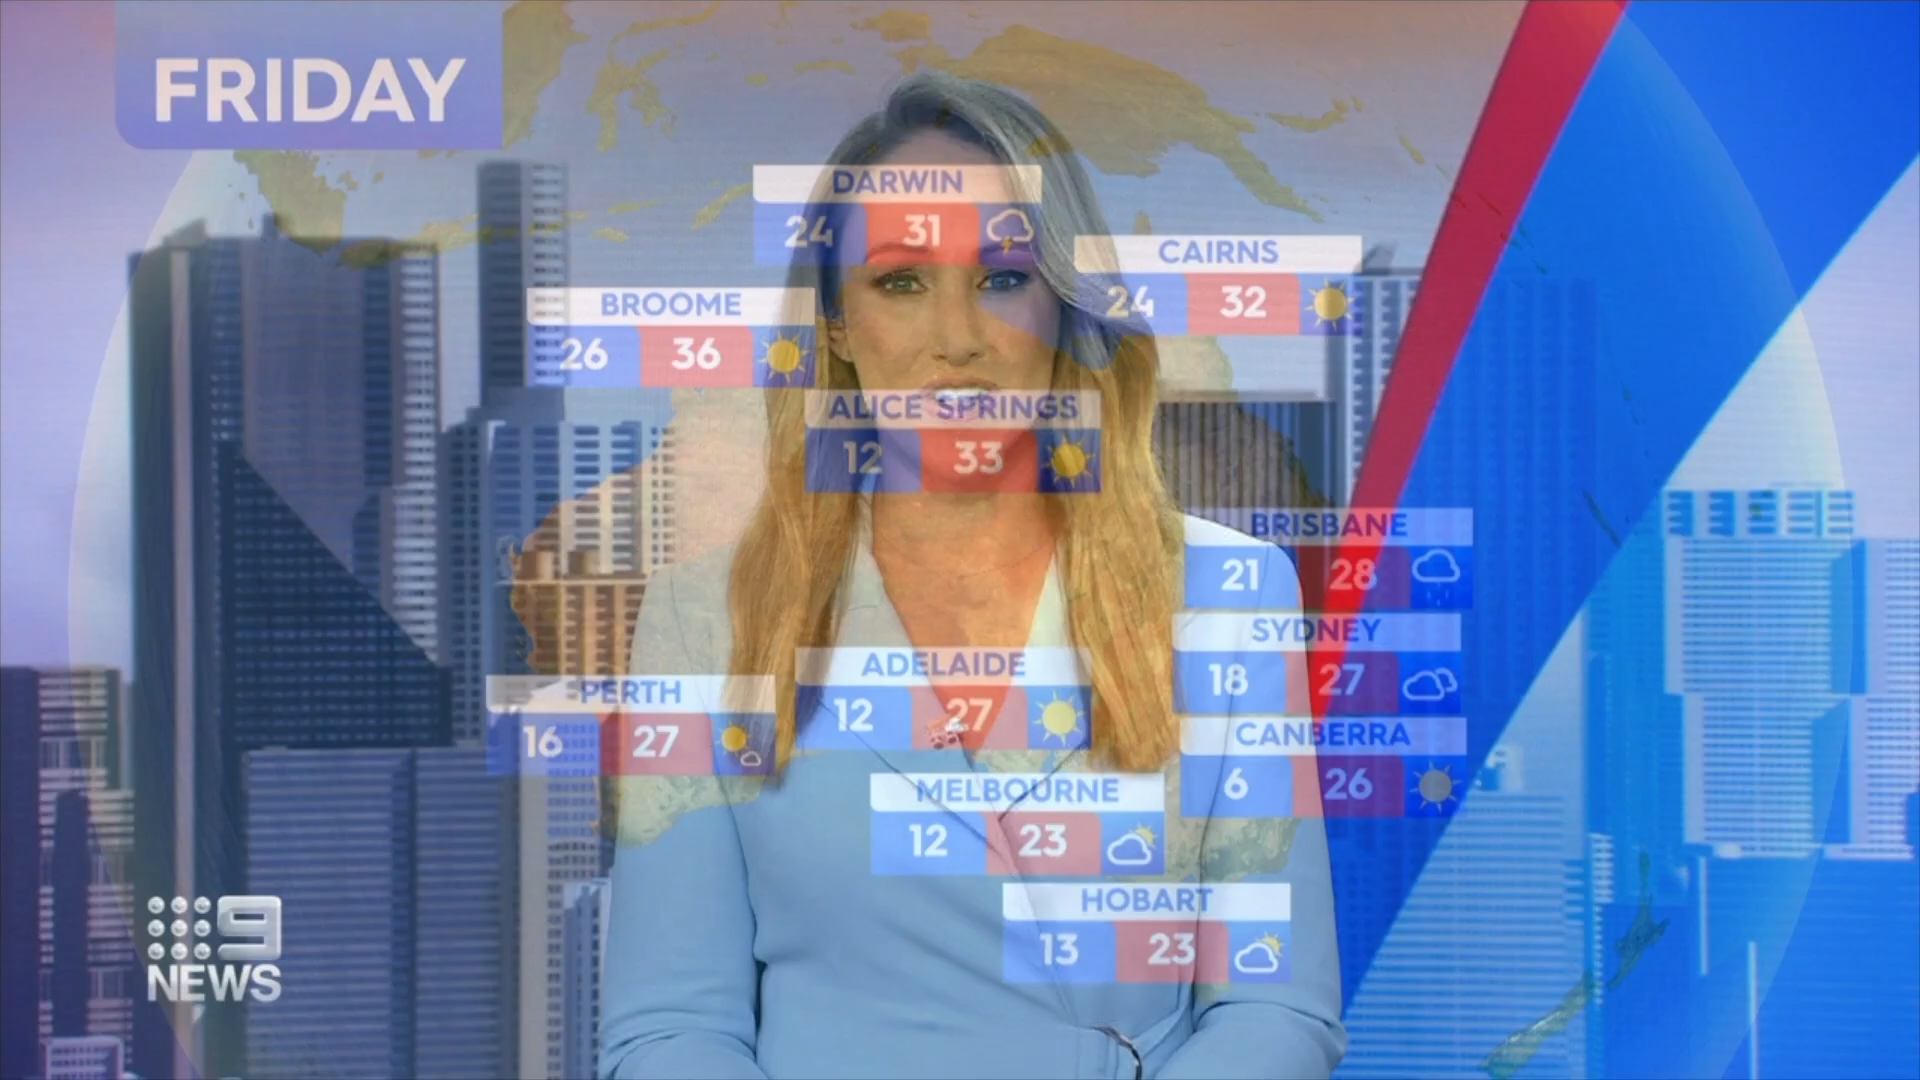 FRIDAY
DARWIN
24 31
CAIRNS
24 32
BROOME
26 36
ALICE SPRINGS
12 33
BRISBANE
21 28
SYDNEY
18 27
ADELAIDE
12 27
PERTH
16 27
CANBERRA
6 26
MELBOURNE
12 23
HOBART
13 23
9
NEWS